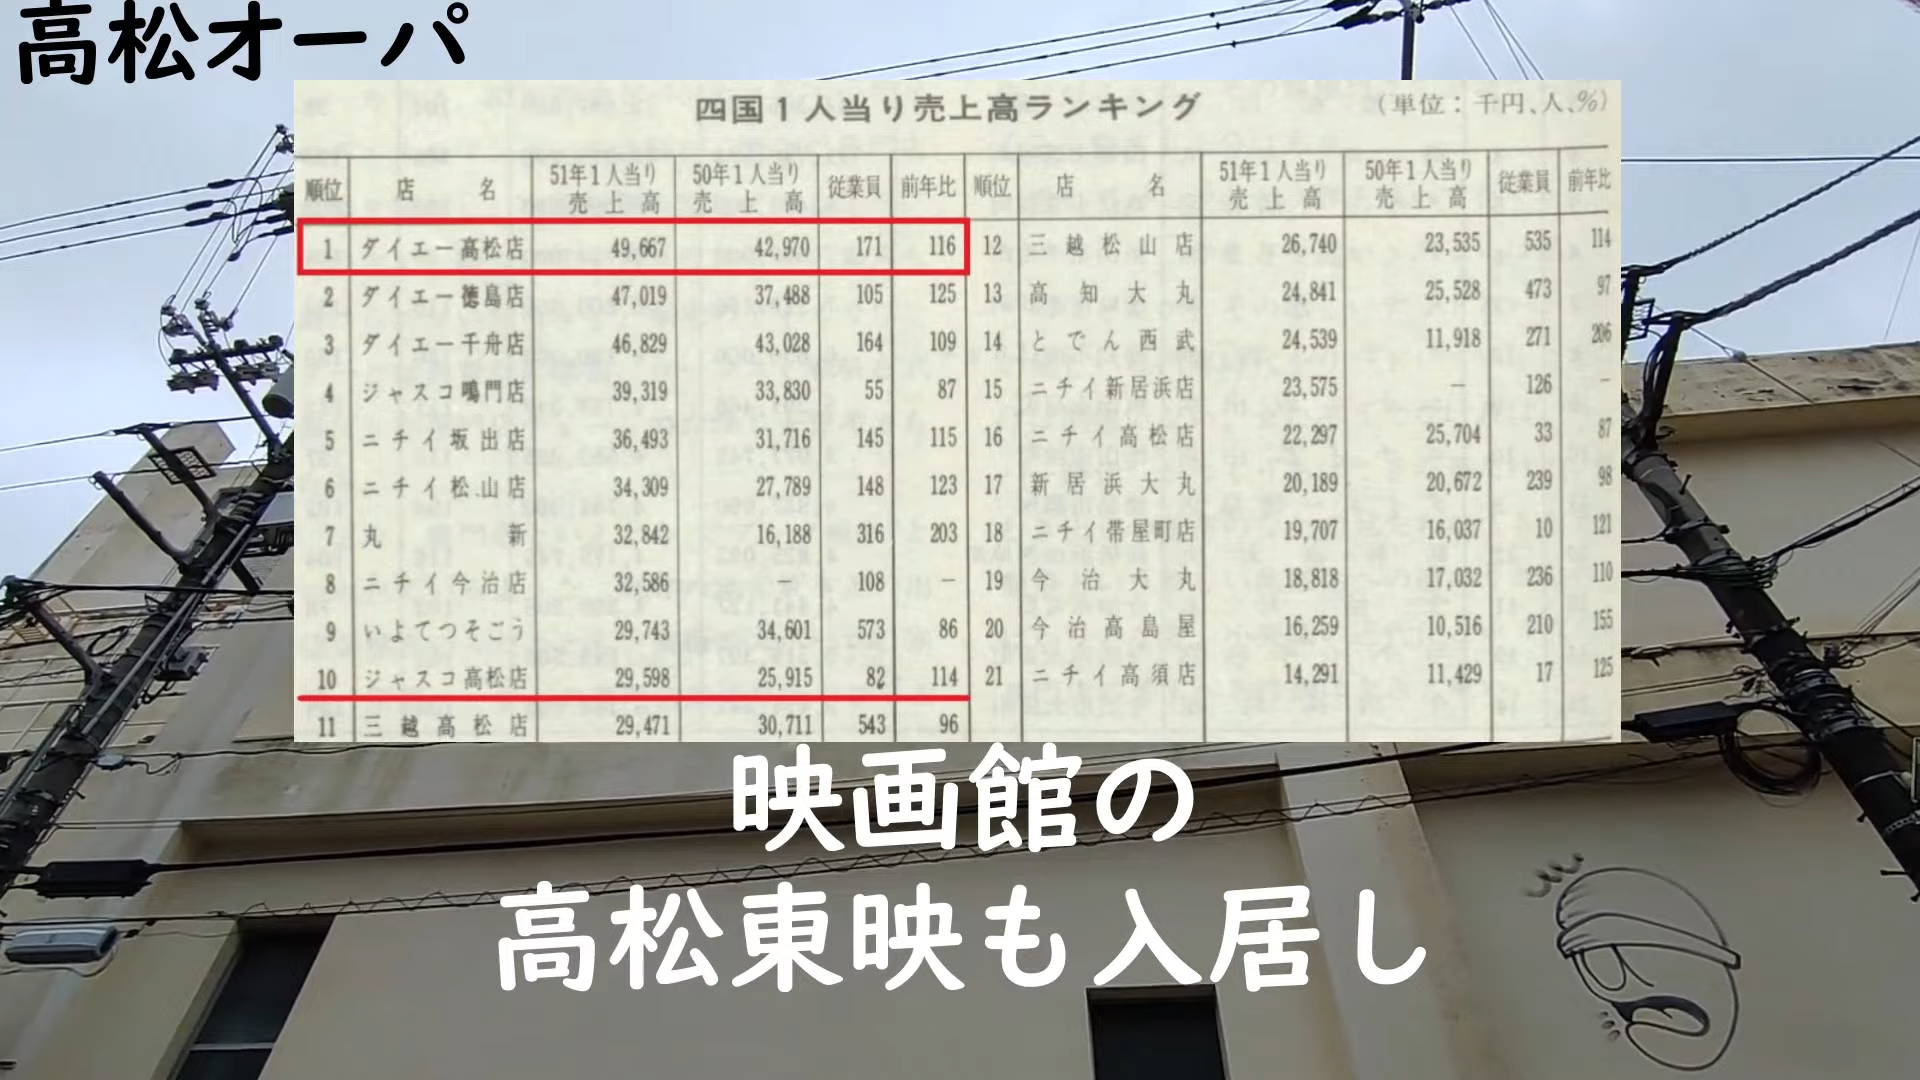 高松オーパ
四国1人当り売上高ランキング
(単位：千円、人、%)
順位 店名 51年1人当り売上高 50年1人当り売上高 従業員 前年比 順位 店名 51年1人当り売上高 50年1人当り売上高 従業員 前年比
1 ダイエー高松店 49,667 42,970 171 116 12 三越松山店 26,740 23,535 535 114
2 ダイエー徳島店 47,019 37,488 105 125 13 高知大丸 24,841 25,528 473 97
3 ダイエー千舟店 46,829 43,028 164 109 14 とでん西武 24,539 11,918 271 206
4 ジャスコ鳴門店 39,319 33,830 55 87 15 ニチイ新居浜店 23,575 － 126 －
5 ニチイ坂出店 36,493 31,716 145 115 16 ニチイ高松店 22,297 25,704 33 87
6 ニチイ松山店 34,309 27,789 148 123 17 新居浜大丸 20,189 20,672 239 98
7 丸新 32,842 16,188 316 203 18 ニチイ帯屋町店 19,707 16,037 10 121
8 ニチイ今治店 32,586 － 108 － 19 今治大丸 18,818 17,032 236 110
9 いよてつそごう 29,743 34,601 573 86 20 今治高島屋 16,259 10,516 210 155
10 ジャスコ高松店 29,598 25,915 82 114 21 ニチイ高須店 14,291 11,429 17 125
11 三越高松店 29,471 30,711 543 96
映画館の
高松東映も入居し